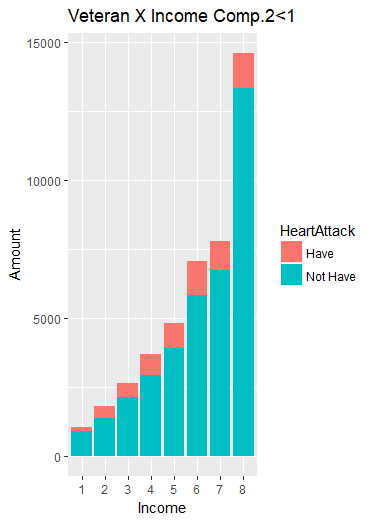 Veteran X Income Comp.2<1
15000
10000
5000
0
Amount
1 2 3 4 5 6 7 8
Income
HeartAttack
Have
Not Have